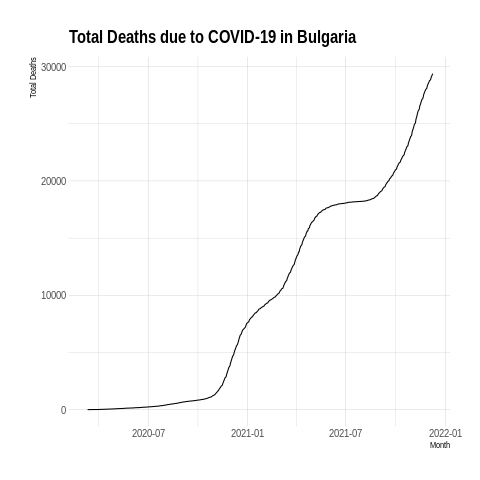 Total Deaths due to COVID-19 in Bulgaria
Total Deaths
30000
20000
10000
0
2020-07 2021-01 2021-07 2022-01
Month